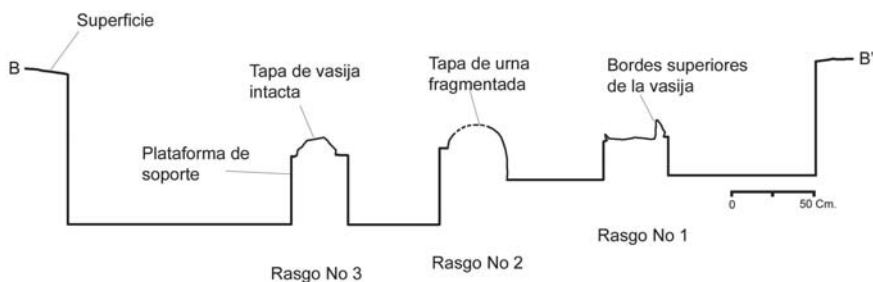 Superficie
B
B'
Tapa de vasija
intacta
Tapa de urna
fragmentada
Bordes superiores
de la vasija
Plataforma de
soporte
0
50 Cm.
Rasgo No 3
Rasgo No 2
Rasgo No 1